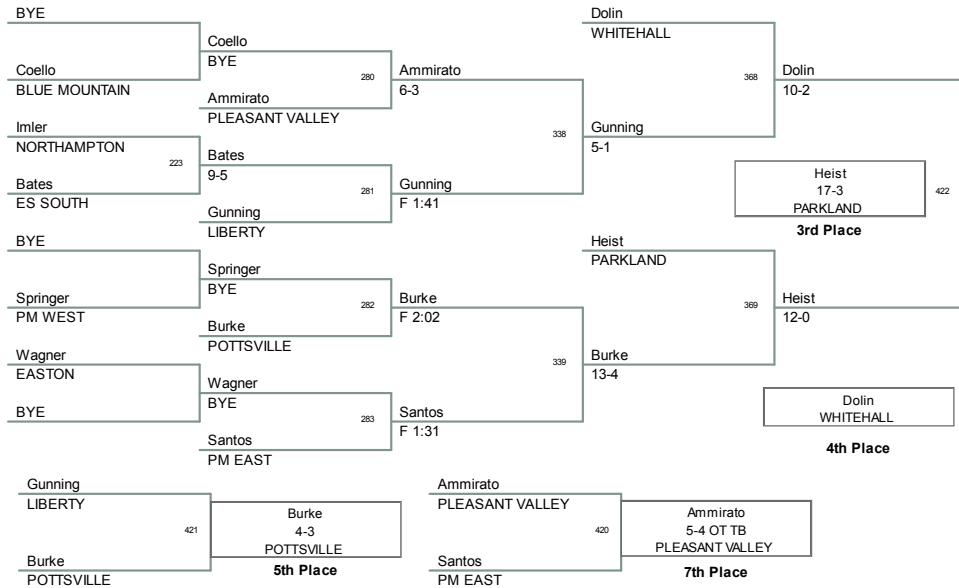 BYE
Dolin
WHITEHALL
Coello
BYE
280
Coello
BLUE MOUNTAIN
Ammirato
6-3
368
Dolin
10-2
Ammirato
PLEASANT VALLEY
Imler
NORTHAMPTON
338
Gunning
5-1
223
Bates
9-5
Bates
ES SOUTH
281
Gunning
F 1:41
Heist
17-3
PARKLAND
422
3rd Place
Gunning
LIBERTY
BYE
Heist
PARKLAND
Springer
BYE
Springer
PM WEST
282
Burke
F 2:02
369
Heist
12-0
Burke
POTTSVILLE
Wagner
EASTON
339
Burke
13-4
Wagner
BYE
BYE
283
Santos
F 1:31
Dolin
WHITEHALL
4th Place
Santos
PM EAST
Gunning
LIBERTY
421
Burke
4-3
POTTSVILLE
5th Place
Burke
POTTSVILLE
Ammirato
PLEASANT VALLEY
420
Ammirato
5-4 OT TB
PLEASANT VALLEY
7th Place
Santos
PM EAST